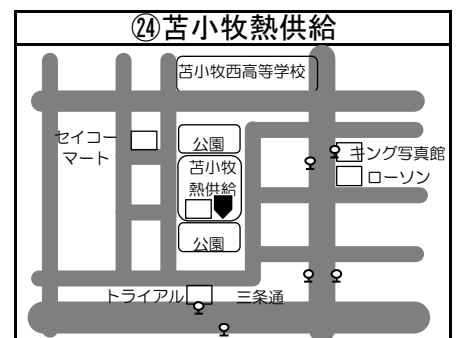 ㉔苫小牧熱供給
苫小牧西高等学校
セイコー
マート
公園
苫小牧
熱供給
キング写真館
ローソン
公園
トライアル
三条通